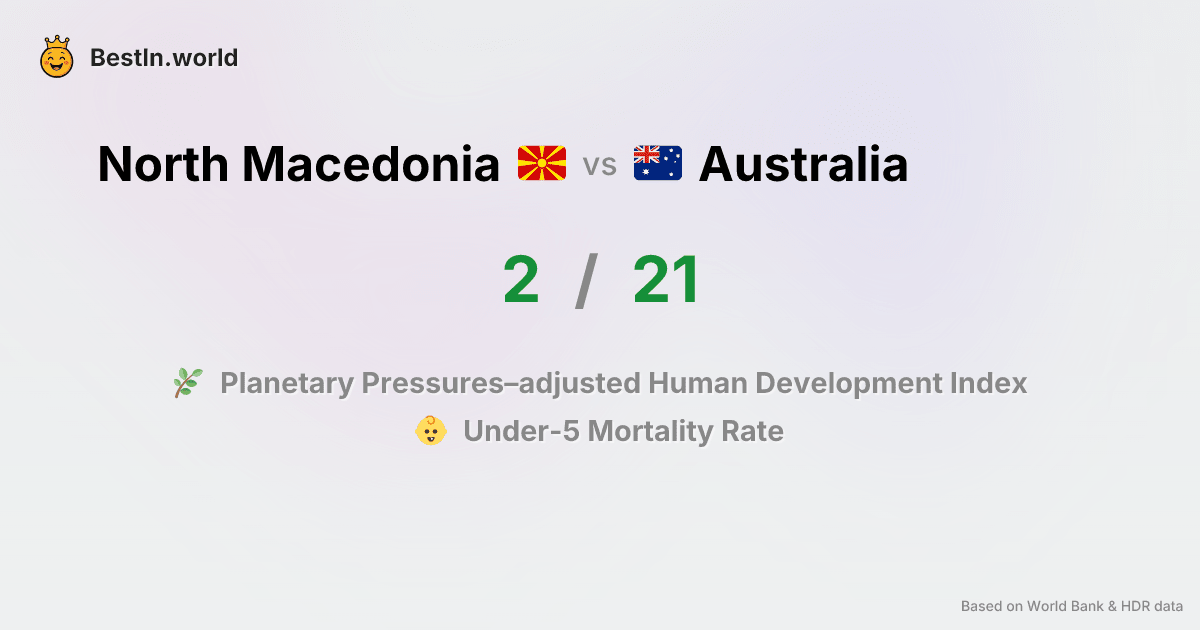 BestIn.world
North Macedonia vs Australia
2 / 21
Planetary Pressures–adjusted Human Development Index
Under-5 Mortality Rate
Based on World Bank & HDR data